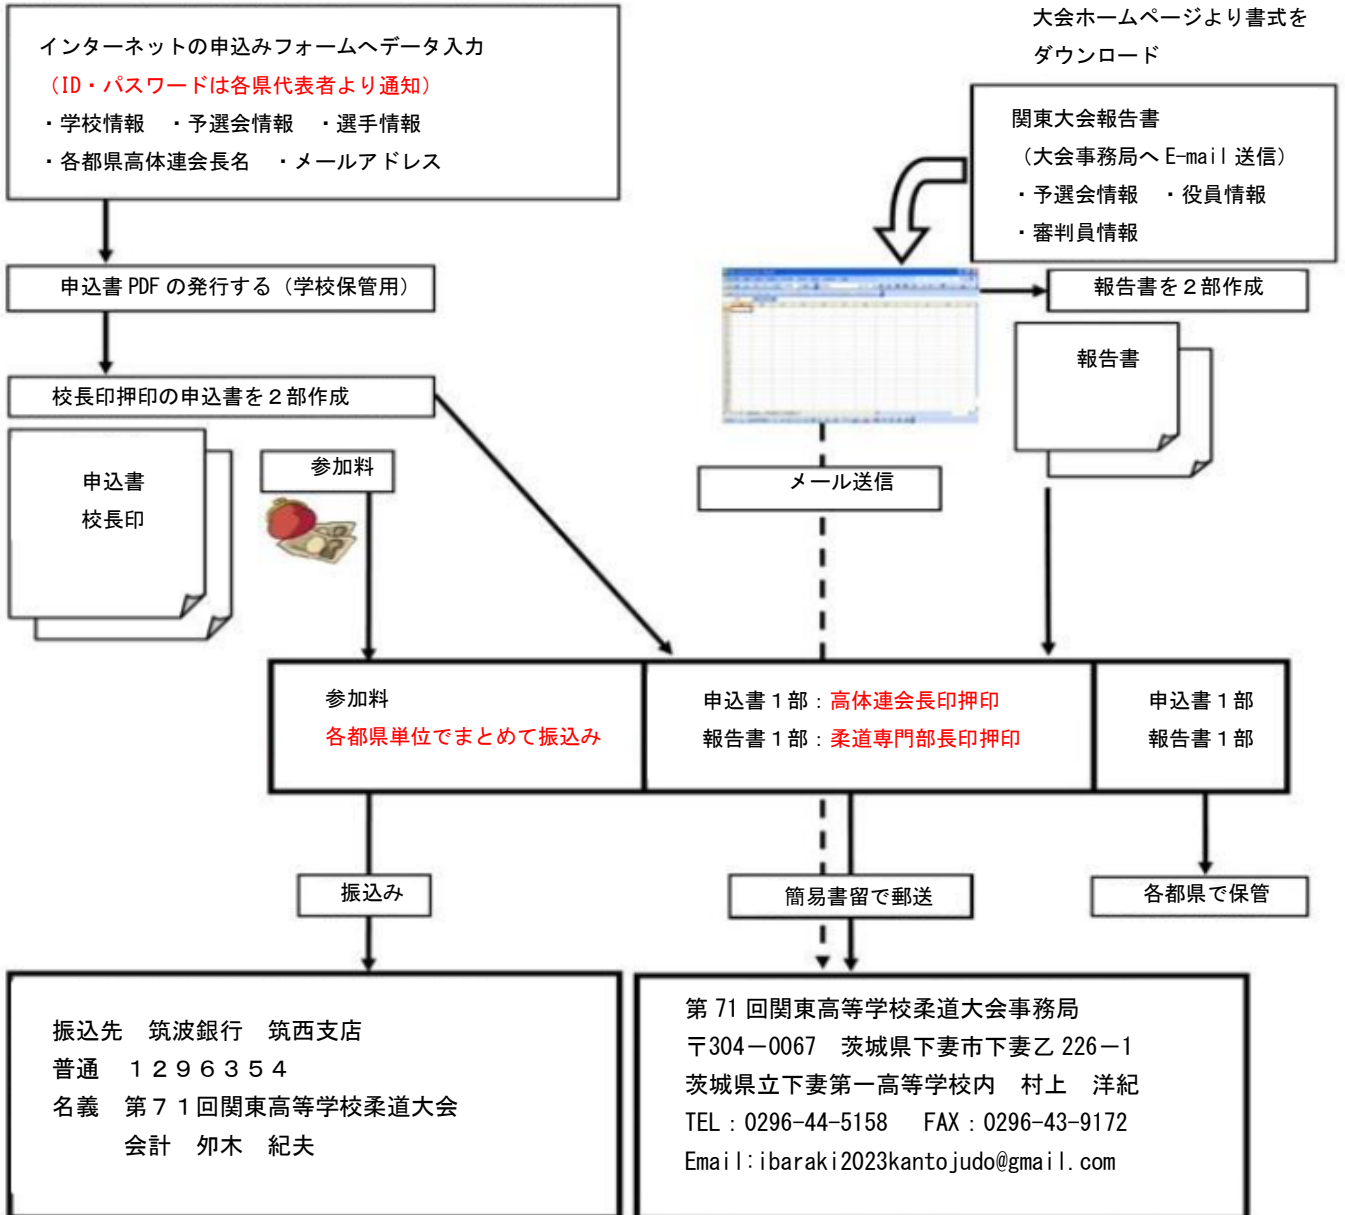 インターネットの申込みフォームへデータ入力
（ID・パスワードは各県代表者より通知）
・学校情報　・予選会情報　・選手情報
・各都県高体連会長名　・メールアドレス
大会ホームページより書式を
ダウンロード
関東大会報告書
（大会事務局へ E-mail 送信）
・予選会情報　・役員情報
・審判員情報
申込書 PDF の発行する（学校保管用）
報告書を２部作成
報告書
校長印押印の申込書を２部作成
申込書
校長印
参加料
メール送信
参加料
各都県単位でまとめて振込み
申込書１部：高体連会長印押印
報告書１部：柔道専門部長印押印
申込書１部
報告書１部
振込み
簡易書留で郵送
各都県で保管
振込先　筑波銀行　筑西支店
普通　１２９６３５４
名義　第７１回関東高等学校柔道大会
会計　夘木　紀夫
第 71 回関東高等学校柔道大会事務局
〒304－0067　茨城県下妻市下妻乙 226－1
茨城県立下妻第一高等学校内　村上　洋紀
TEL：0296-44-5158　FAX：0296-43-9172
Email:ibaraki2023kantojudo@gmail.com